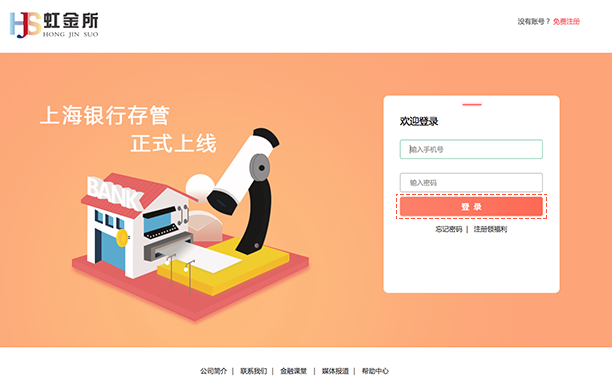 HJS 虹金所
HONG JIN SUO
没有账号？ 免费注册
上海银行存管
正式上线
BANK
欢迎登录
输入手机号
输入密码
登 录
忘记密码 | 注册领福利
公司简介 | 联系我们 | 金融课堂 | 媒体报道 | 帮助中心